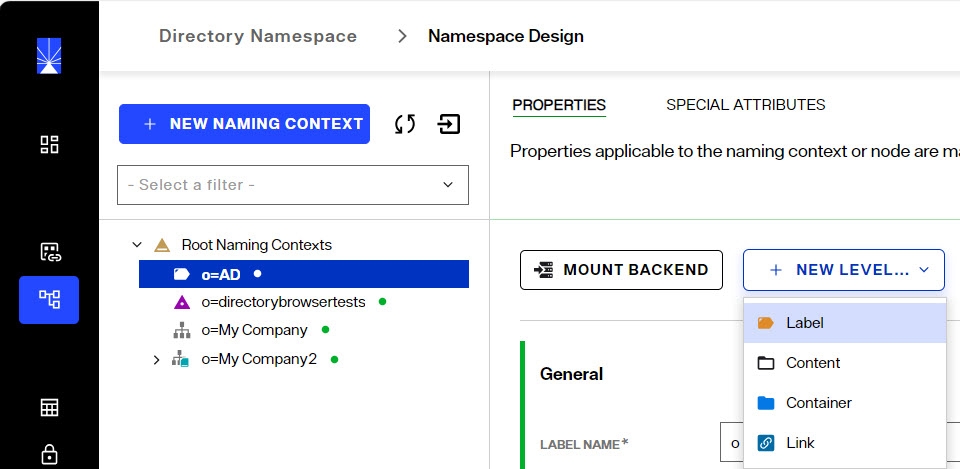 Directory Namespace > Namespace Design
+ NEW NAMING CONTEXT
- Select a filter -
Root Naming Contexts
o=AD
o=directorybrowsertests
o=My Company
o=My Company2
PROPERTIES SPECIAL ATTRIBUTES
Properties applicable to the naming context or node are
MOUNT BACKEND + NEW LEVEL...
Label
Content
Container
Link
General
LABEL NAME* o